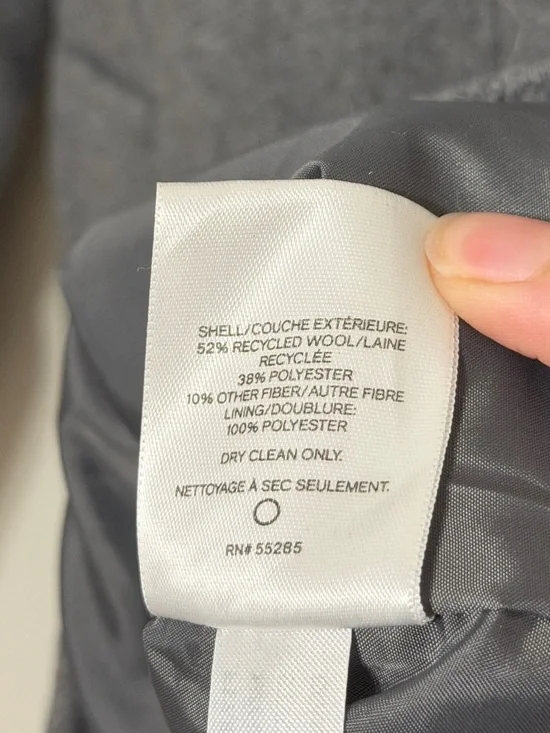 SHELL/COUCHE EXTÉRIEURE:
52% RECYCLED WOOL/LAINE
RECYCLÉE
38% POLYESTER
10% OTHER FIBER/AUTRE FIBRE
LINING/DOUBLURE:
100% POLYESTER
DRY CLEAN ONLY.
NETTOYAGE À SEC SEULEMENT.
RN# 55285